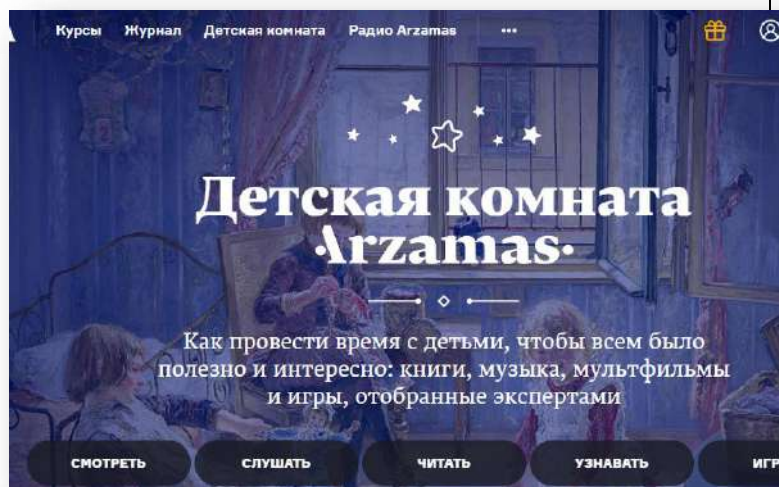 Курсы Журнал Детская комната Радио Arzamas •••
Детская комната
Arzamas
Как провести время с детьми, чтобы всем было
полезно и интересно: книги, музыка, мультфильмы
и игры, отобранные экспертами
СМОТРЕТЬ СЛУШАТЬ ЧИТАТЬ УЗНАВАТЬ ИГР